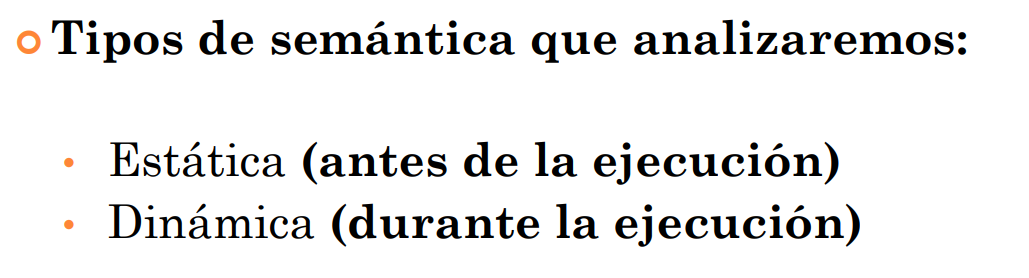 Tipos de semántica que analizaremos:
• Estática (antes de la ejecución)
• Dinámica (durante la ejecución)